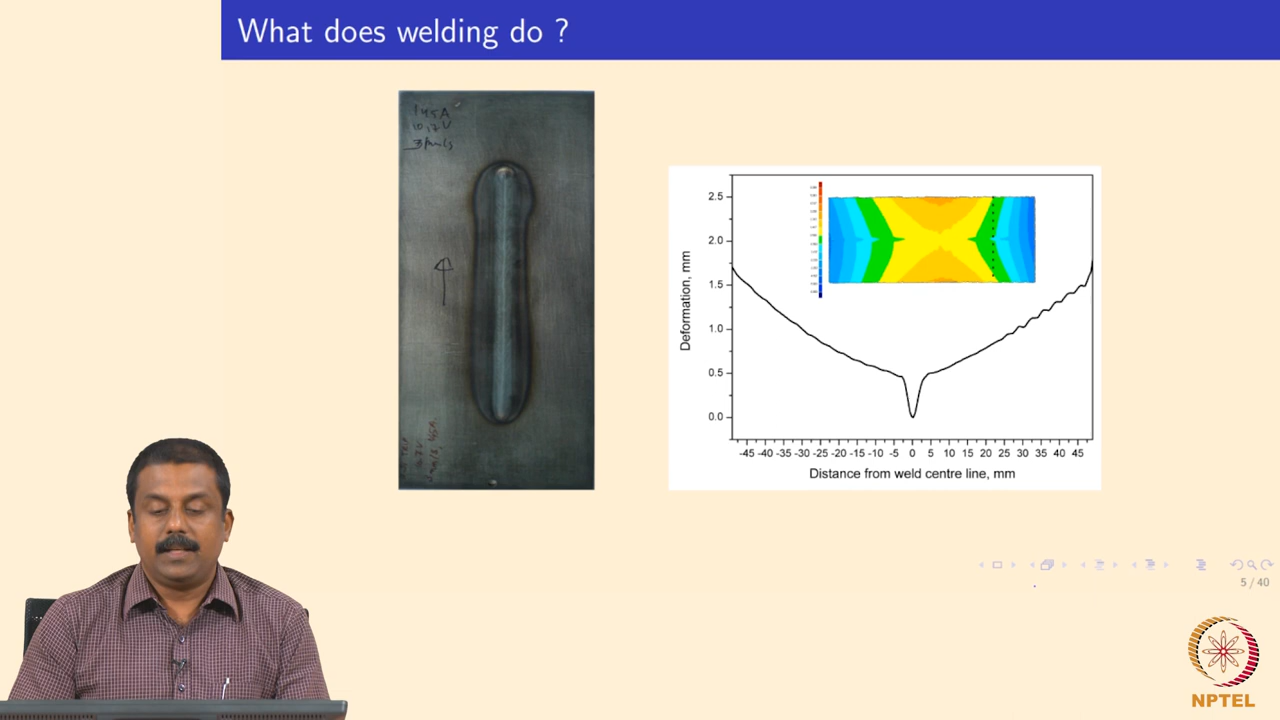 What does welding do ?
145A
2.5
2.0
1.5
1.0
0.5
0.0
Deformation, mm
-45 -40 -35 -30 -25 -20 -15 -10 -5 0 5 10 15 20 25 30 35 40 45
Distance from weld centre line, mm
5 / 40
NPTEL